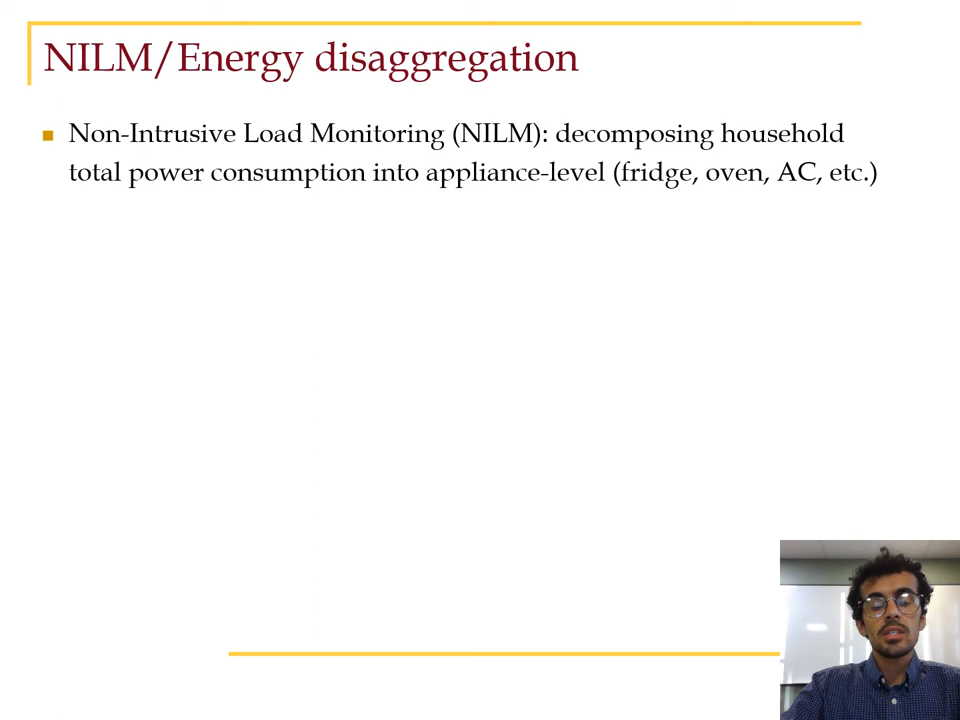 NILM/Energy disaggregation
Non-Intrusive Load Monitoring (NILM): decomposing household
total power consumption into appliance-level (fridge, oven, AC, etc.)